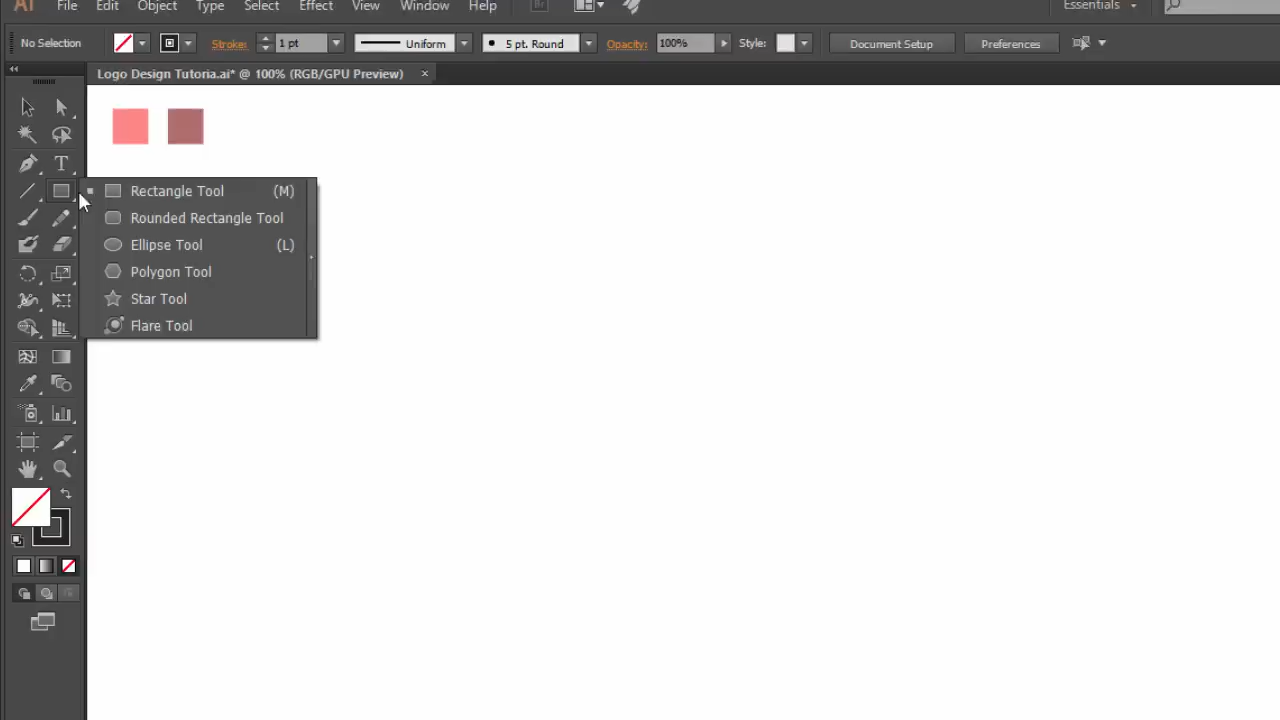 Ai File Edit Object Type Select Effect View Window Help Br Essentials
No Selection Stroke: 1 pt Uniform 5 pt. Round Opacity: 100% Style: Document Setup Preferences
Logo Design Tutoria.ai* @ 100% (RGB/GPU Preview) ×
T
Rectangle Tool (M)
Rounded Rectangle Tool
Ellipse Tool (L)
Polygon Tool
Star Tool
Flare Tool